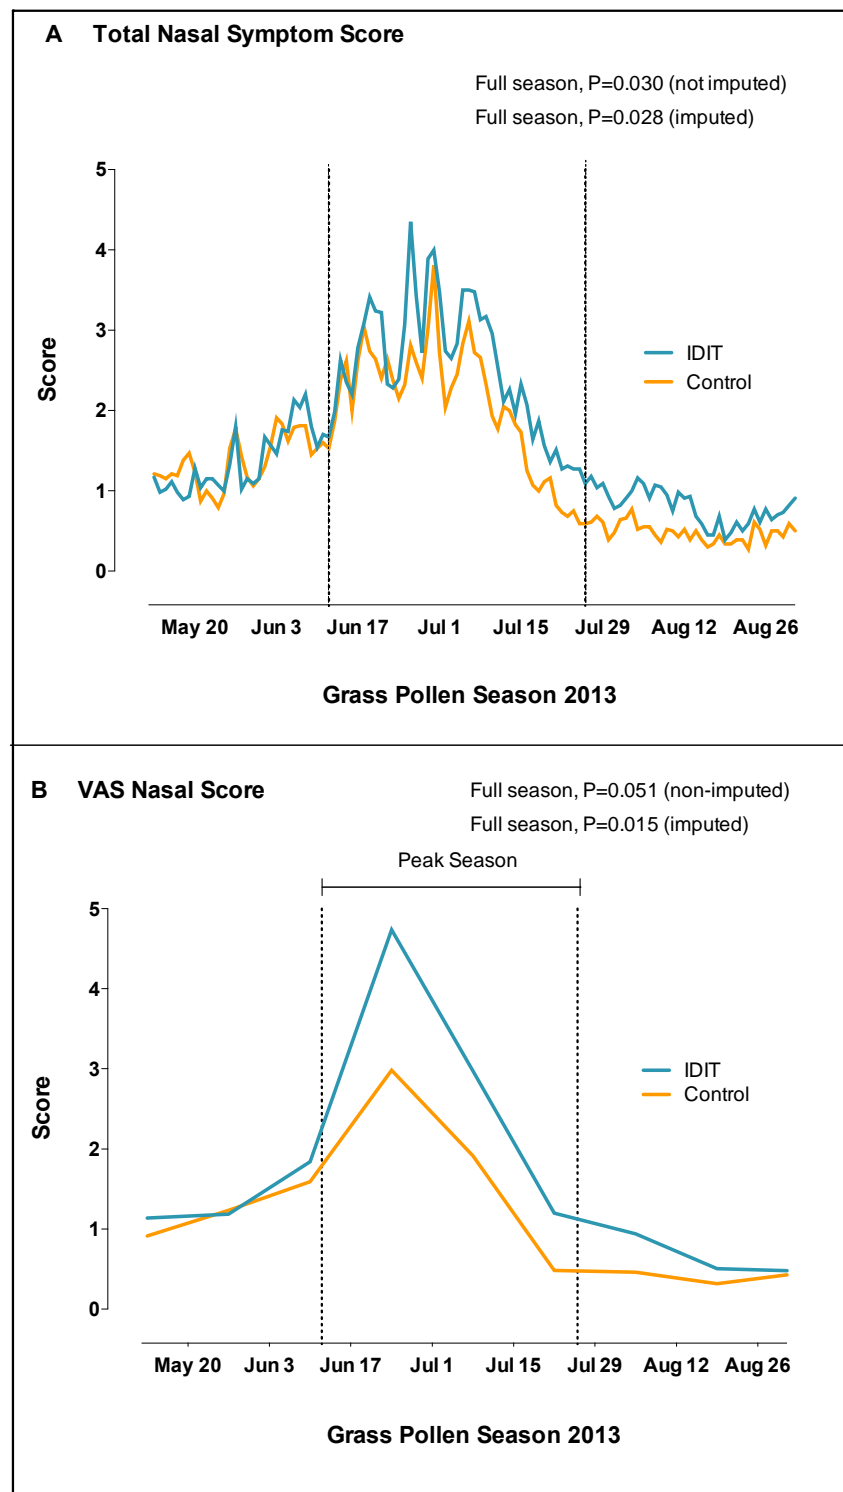 A Total Nasal Symptom Score
Full season, P=0.030 (not imputed)
Full season, P=0.028 (imputed)
5
4
3
2
1
0
Score
IDIT
Control
May 20 Jun 3 Jun 17 Jul 1 Jul 15 Jul 29 Aug 12 Aug 26
Grass Pollen Season 2013
B VAS Nasal Score
Full season, P=0.051 (non-imputed)
Full season, P=0.015 (imputed)
Peak Season
5
4
3
2
1
0
Score
IDIT
Control
May 20 Jun 3 Jun 17 Jul 1 Jul 15 Jul 29 Aug 12 Aug 26
Grass Pollen Season 2013